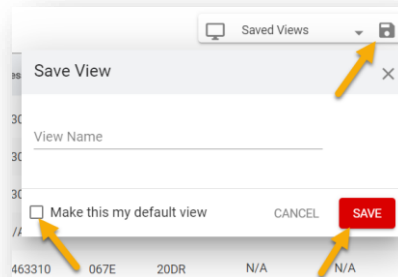 Saved Views
Save View
View Name
Make this my default view
CANCEL
SAVE
463310 067E 20DR N/A N/A